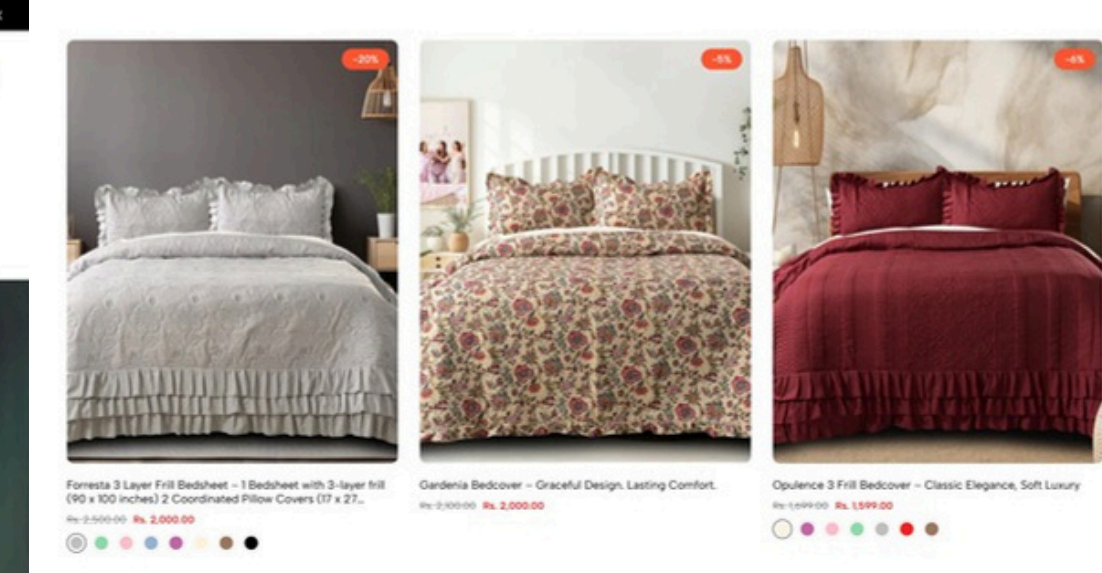 -20%
-5%
-6%
Forresta 3 Layer Frill Bedsheet – 1 Bedsheet with 3-layer frill
(90 x 100 inches) 2 Coordinated Pillow Covers (17 x 27...
Rs. 2,500.00 Rs. 2,000.00
Gardenia Bedcover – Graceful Design. Lasting Comfort.
Rs. 2,100.00 Rs. 2,000.00
Opulence 3 Frill Bedcover – Classic Elegance, Soft Luxury
Rs. 1,699.00 Rs. 1,599.00